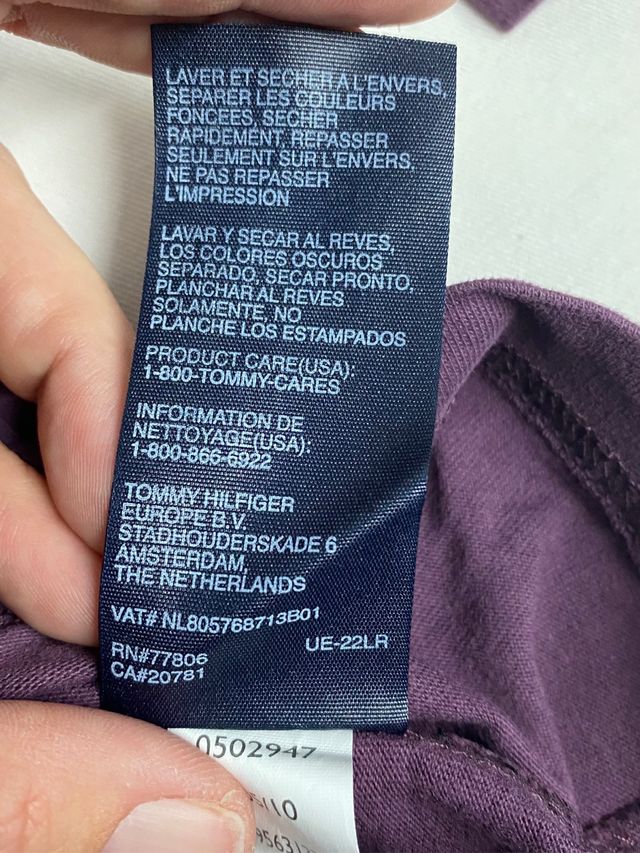 LAVER ET SECHER A L'ENVERS,
SEPARER LES COULEURS
FONCEES, SECHER
RAPIDEMENT, REPASSER
SEULEMENT SUR L'ENVERS,
NE PAS REPASSER
L'IMPRESSION
LAVAR Y SECAR AL REVES,
LOS COLORES OSCUROS
SEPARADO, SECAR PRONTO,
PLANCHAR AL REVES
SOLAMENTE, NO
PLANCHE LOS ESTAMPADOS
PRODUCT CARE(USA):
1-800-TOMMY-CARES
INFORMATION DE
NETTOYAGE(USA):
1-800-866-6922
TOMMY HILFIGER
EUROPE B.V.
STADHOUDERSKADE 6
AMSTERDAM,
THE NETHERLANDS
VAT# NL805768713B01
RN#77806 UE-22LR
CA#20781
0502947